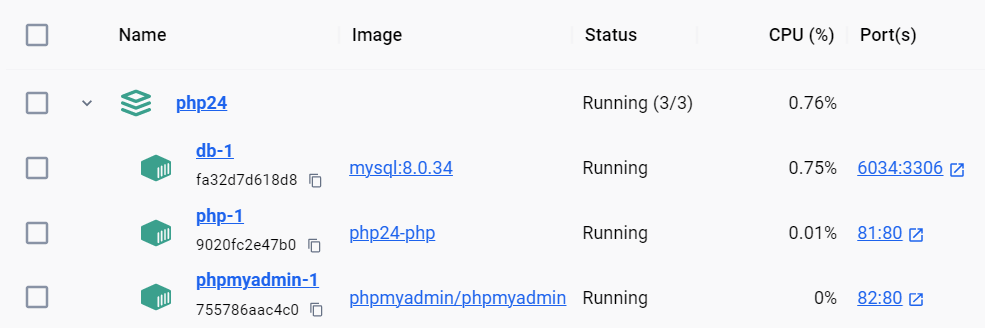 Name Image Status CPU (%) Port(s)
php24 Running (3/3) 0.76%
db-1
fa32d7d618d8 mysql:8.0.34 Running 0.75% 6034:3306
php-1
9020fc2e47b0 php24-php Running 0.01% 81:80
phpmyadmin-1
755786aac4c0 phpmyadmin/phpmyadmin Running 0% 82:80